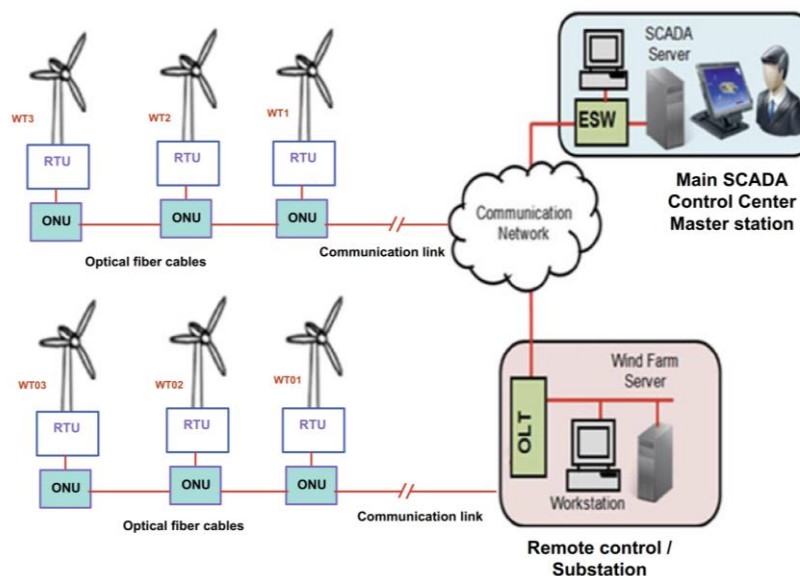 SCADA
Server
ESW
Main SCADA
Control Center
Master station
WT3
WT2
WT1
RTU
RTU
RTU
ONU
ONU
ONU
Optical fiber cables
Communication link
Communication
Network
WT03
WT02
WT01
RTU
RTU
RTU
ONU
ONU
ONU
Optical fiber cables
Communication link
Wind Farm
Server
OLT
Workstation
Remote control /
Substation